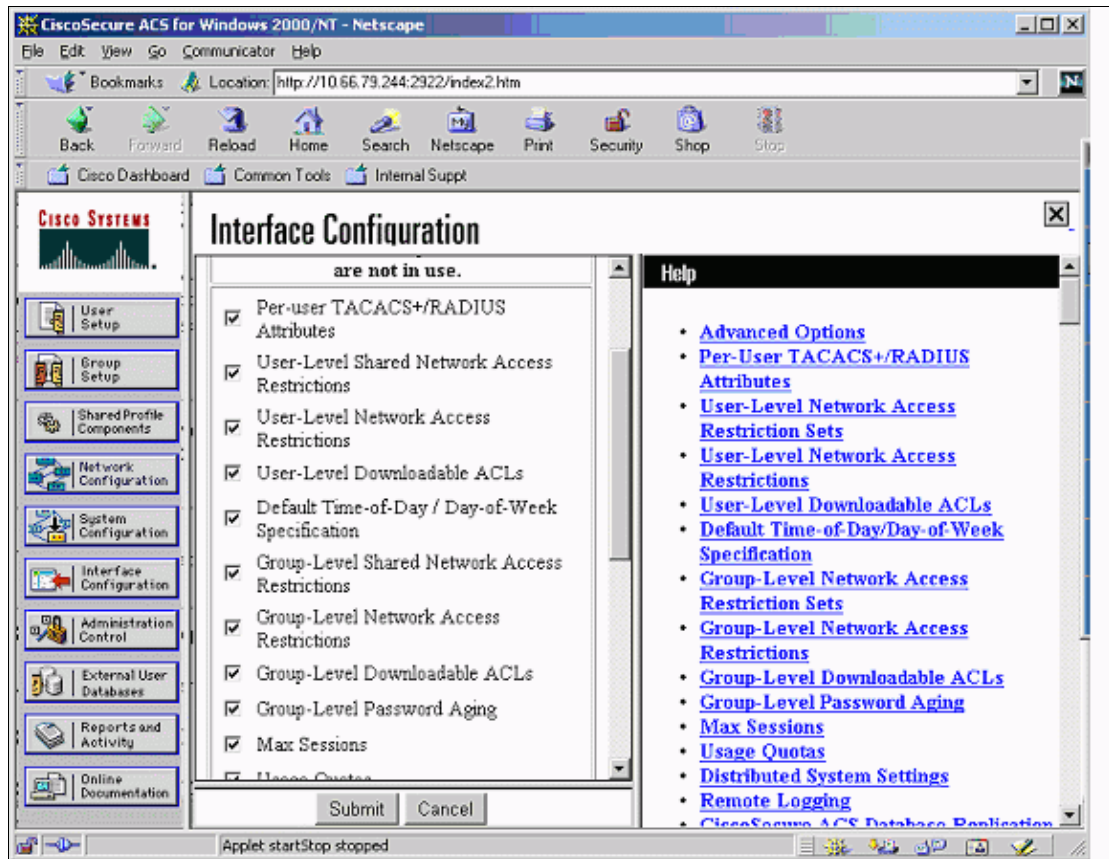 CiscoSecure ACS for Windows 2000/NT - Netscape
File Edit View Go Communicator Help
Bookmarks Location: http://10.66.79.244:2922/index2.htm
N
Back Forward Reload Home Search Netscape Print Security Shop Stop
Cisco Dashboard Common Tools Internal Suppt
CISCO SYSTEMS
User
Setup
Group
Setup
Shared Profile
Components
Network
Configuration
System
Configuration
Interface
Configuration
Administration
Control
External User
Databases
Reports and
Activity
Online
Documentation
Interface Configuration
are not in use.
Per-user TACACS+/RADIUS
Attributes
User-Level Shared Network Access
Restrictions
User-Level Network Access
Restrictions
User-Level Downloadable ACLs
Default Time-of-Day / Day-of-Week
Specification
Group-Level Shared Network Access
Restrictions
Group-Level Network Access
Restrictions
Group-Level Downloadable ACLs
Group-Level Password Aging
Max Sessions
Usage Quotas
Submit Cancel
Help
• Advanced Options
• Per-User TACACS+/RADIUS
Attributes
• User-Level Network Access
Restriction Sets
• User-Level Network Access
Restrictions
• User-Level Downloadable ACLs
• Default Time-of-Day/Day-of-Week
Specification
• Group-Level Network Access
Restriction Sets
• Group-Level Network Access
Restrictions
• Group-Level Downloadable ACLs
• Group-Level Password Aging
• Max Sessions
• Usage Quotas
• Distributed System Settings
• Remote Logging
• CiscoSecure ACS Database Replication
Applet startStop stopped